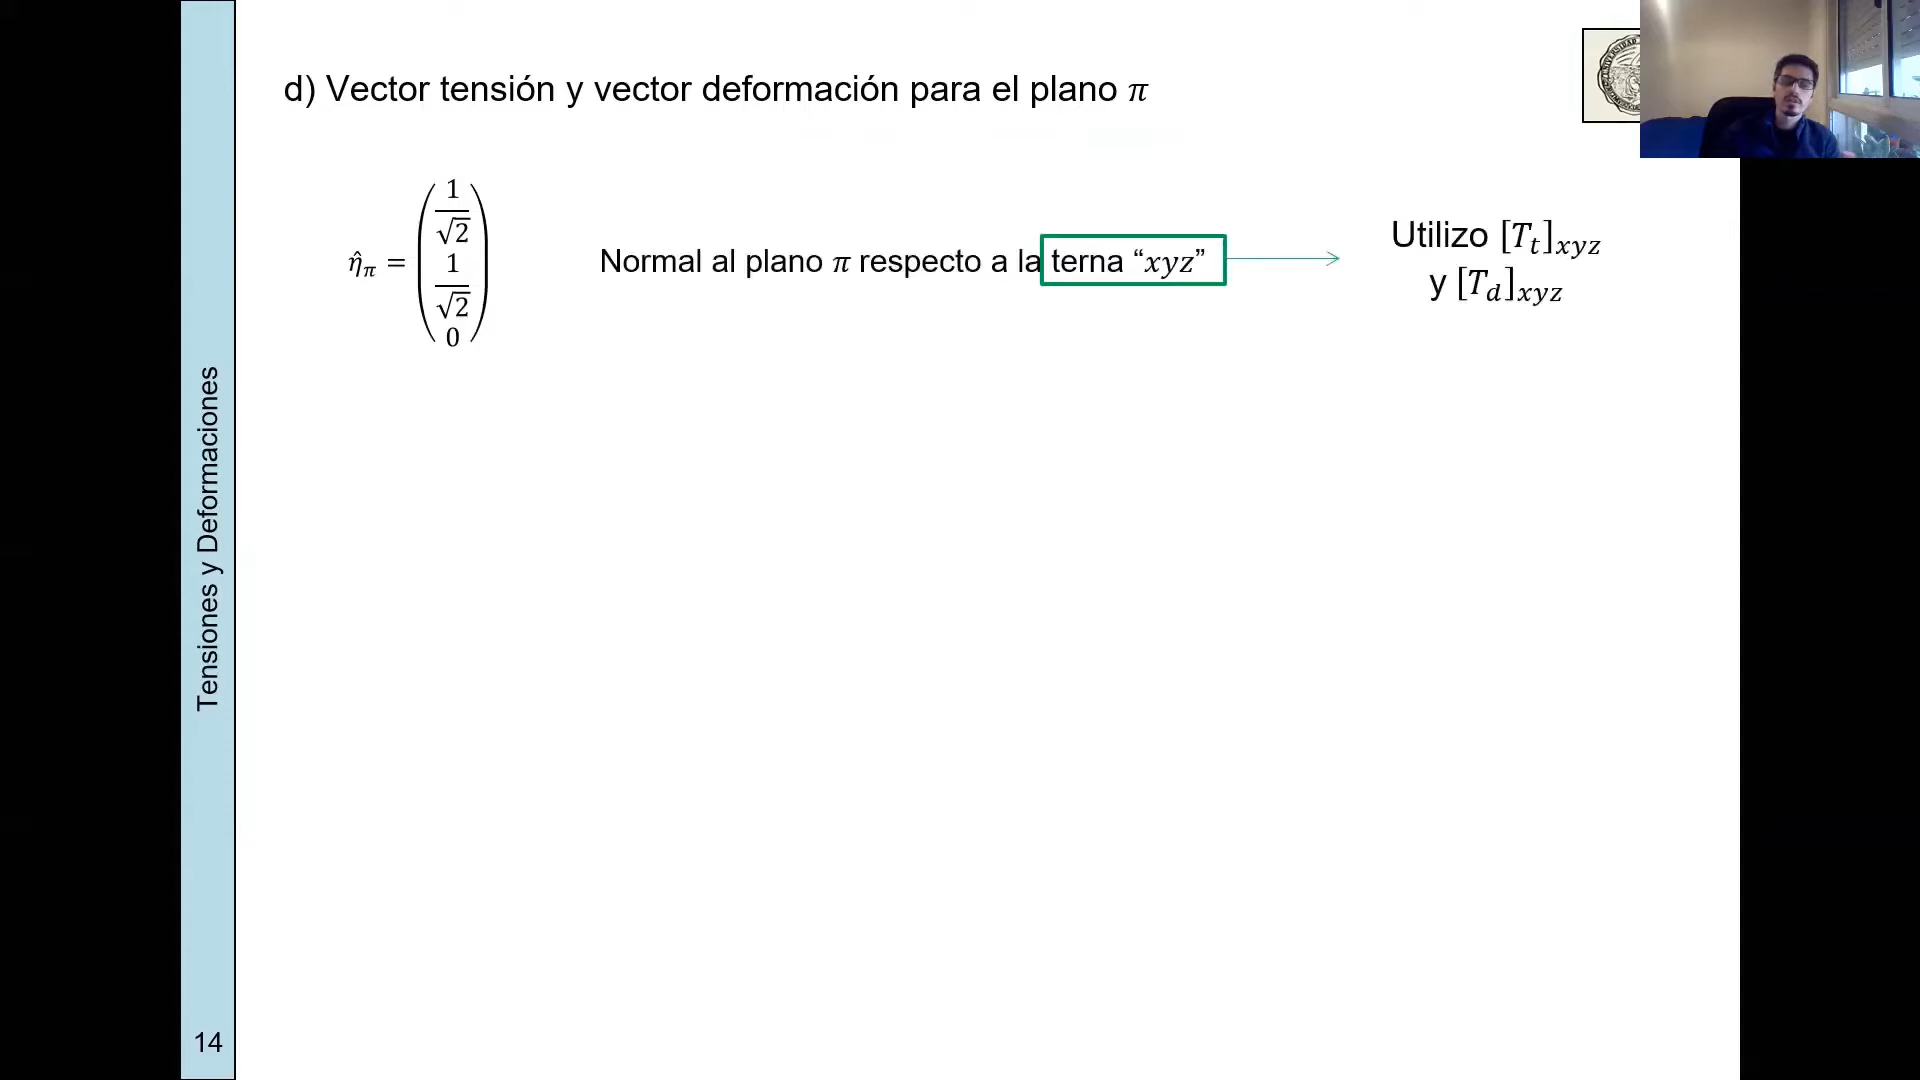 d) Vector tensión y vector deformación para el plano π
η̂_π = (1/√2
1/√2
0)
Normal al plano π respecto a la terna “xyz”
Utilizo [T_t]_xyz
y [T_d]_xyz
Tensiones y Deformaciones
14